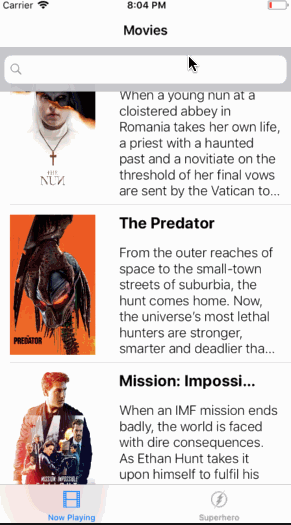 Carrier 8:04 PM
Movies
When a young nun at a
cloistered abbey in
Romania takes her own life,
a priest with a haunted
past and a novitiate on the
threshold of her final vows
are sent by the Vatican to...
THE
NUN
The Predator
From the outer reaches of
space to the small-town
streets of suburbia, the
hunt comes home. Now,
the universe's most lethal
hunters are stronger,
smarter and deadlier tha...
PREDATOR
Mission: Impossi...
When an IMF mission ends
badly, the world is faced
with dire consequences.
As Ethan Hunt takes it
upon himself to fulfil his
MISSION IMPOSSIBLE
Now Playing
Superhero